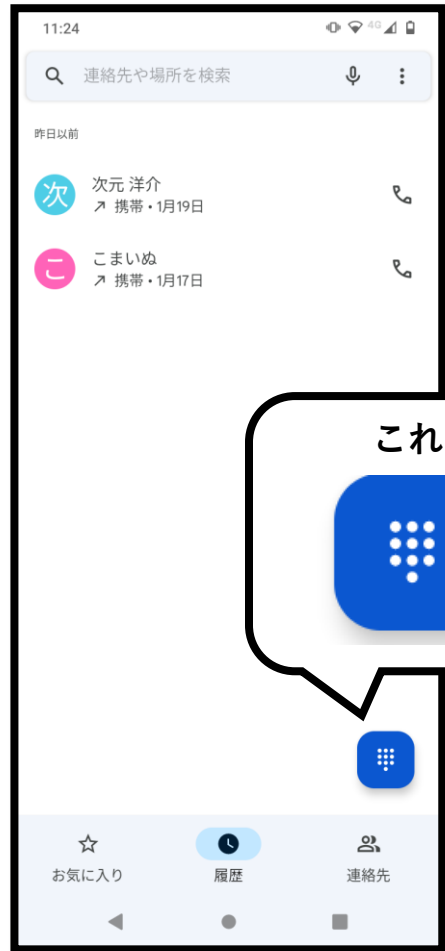 11:24
4G
連絡先や場所を検索
昨日以前
次
次元 洋介
携帯・1月19日
こ
こまいぬ
携帯・1月17日
これ
お気に入り
履歴
連絡先